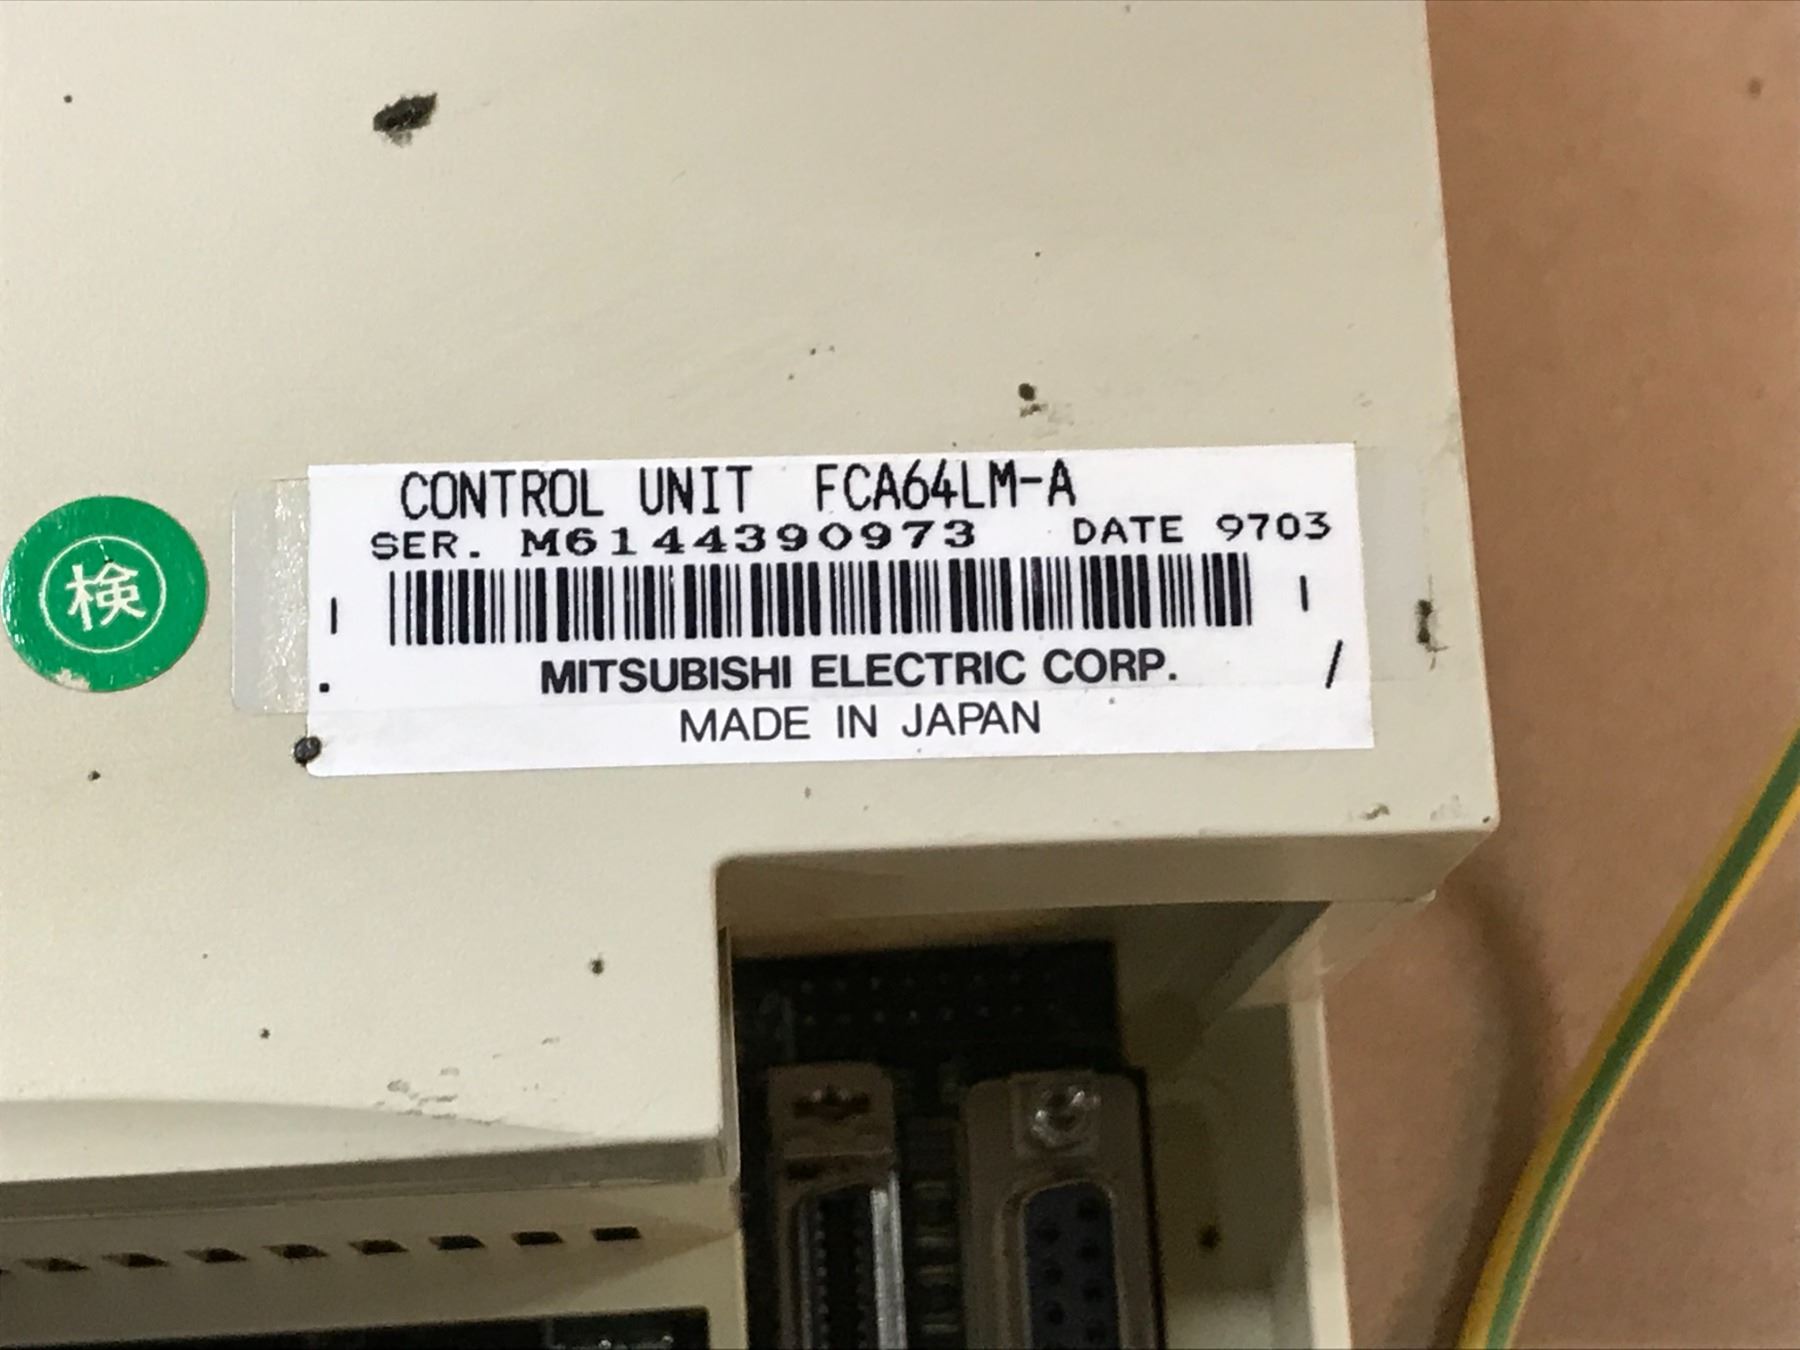 CONTROL UNIT FCA64LM-A
SER. M6144390973 DATE 9703
検
MITSUBISHI ELECTRIC CORP.
MADE IN JAPAN